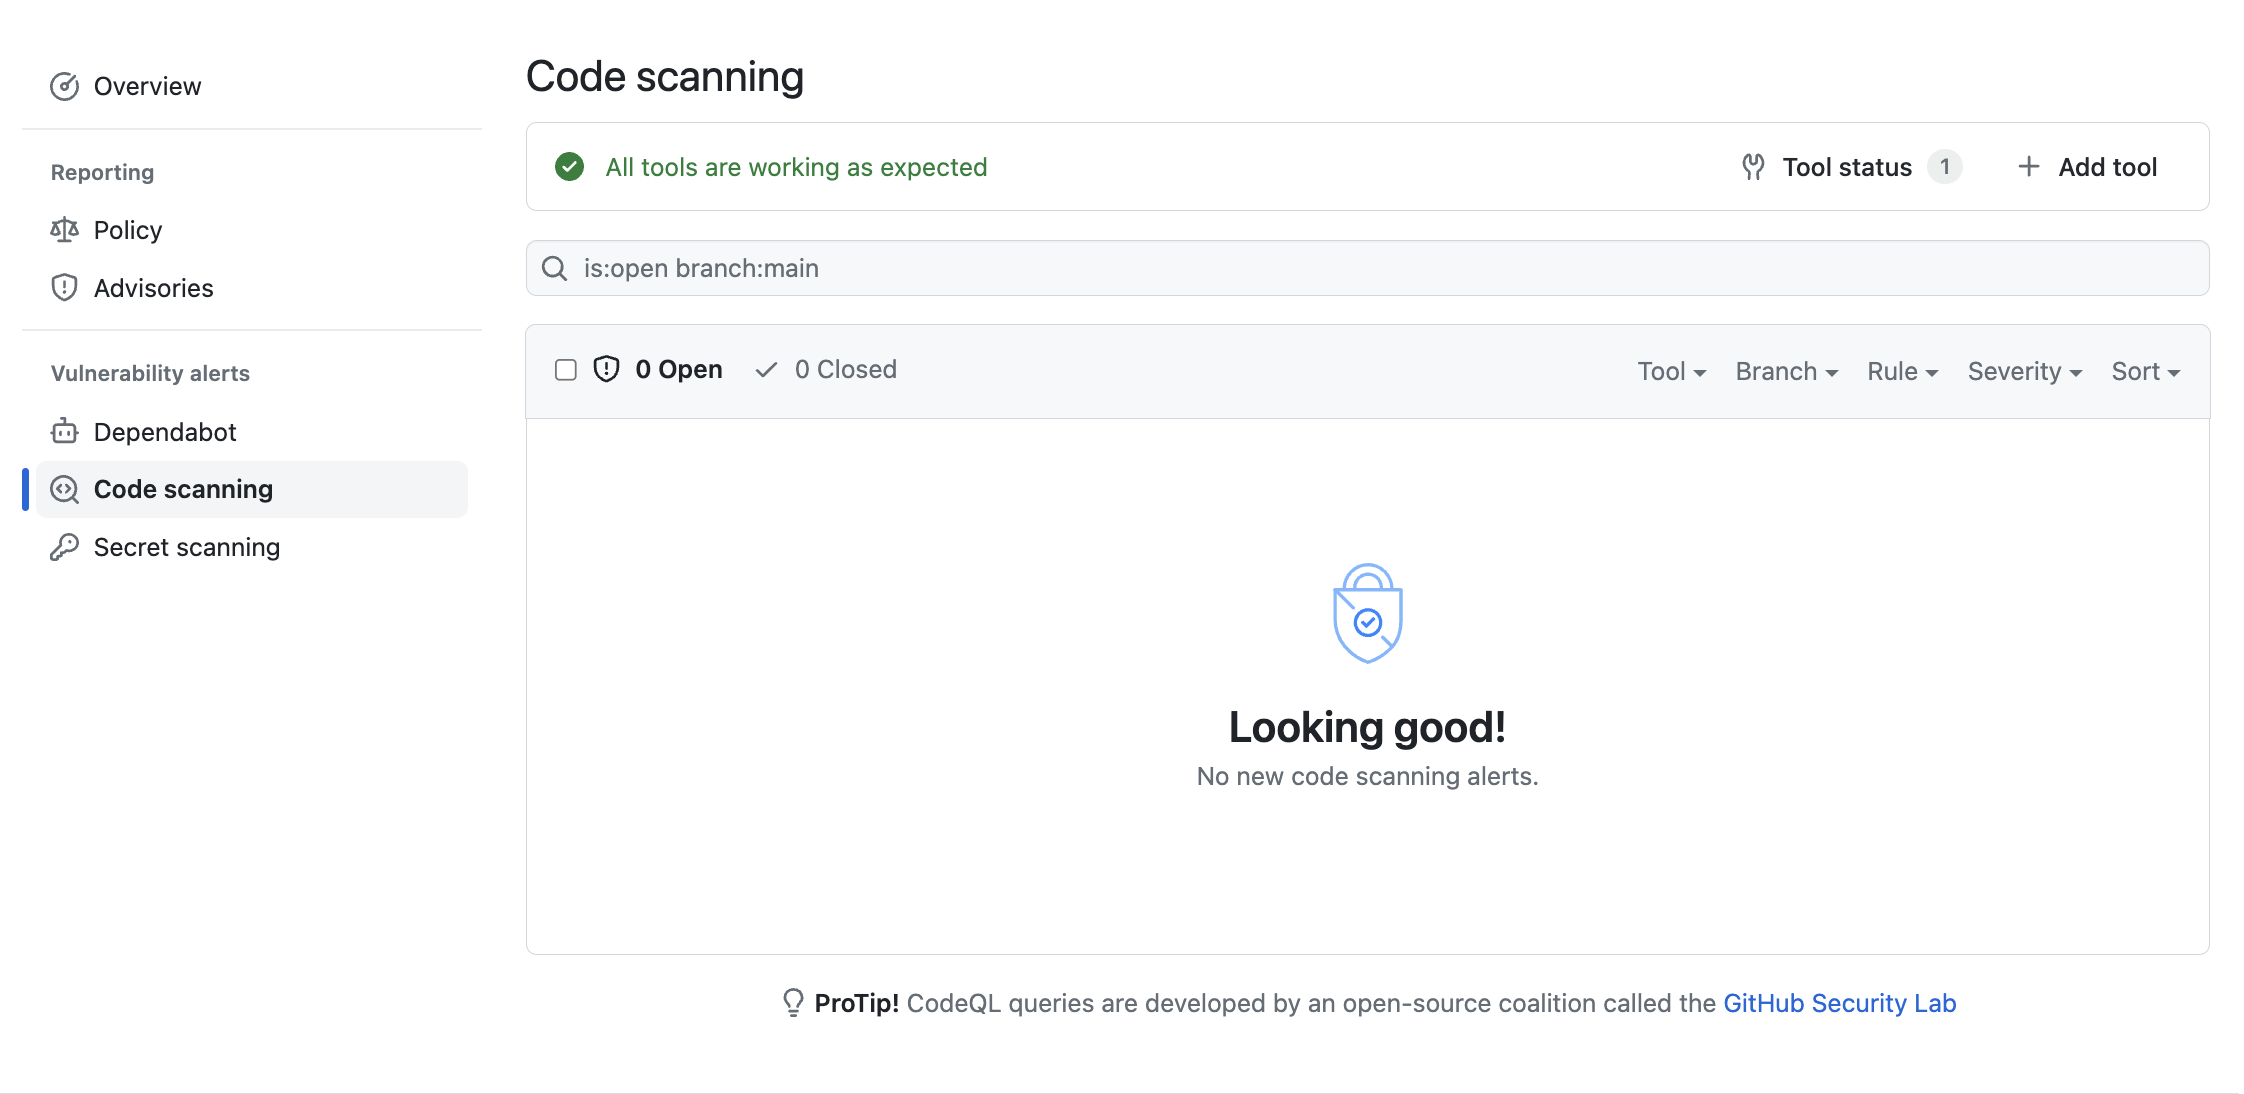 Overview
Reporting
Policy
Advisories
Vulnerability alerts
Dependabot
Code scanning
Secret scanning
Code scanning
All tools are working as expected
Tool status 1
Add tool
is:open branch:main
0 Open 0 Closed
Tool Branch Rule Severity Sort
Looking good!
No new code scanning alerts.
ProTip! CodeQL queries are developed by an open-source coalition called the GitHub Security Lab